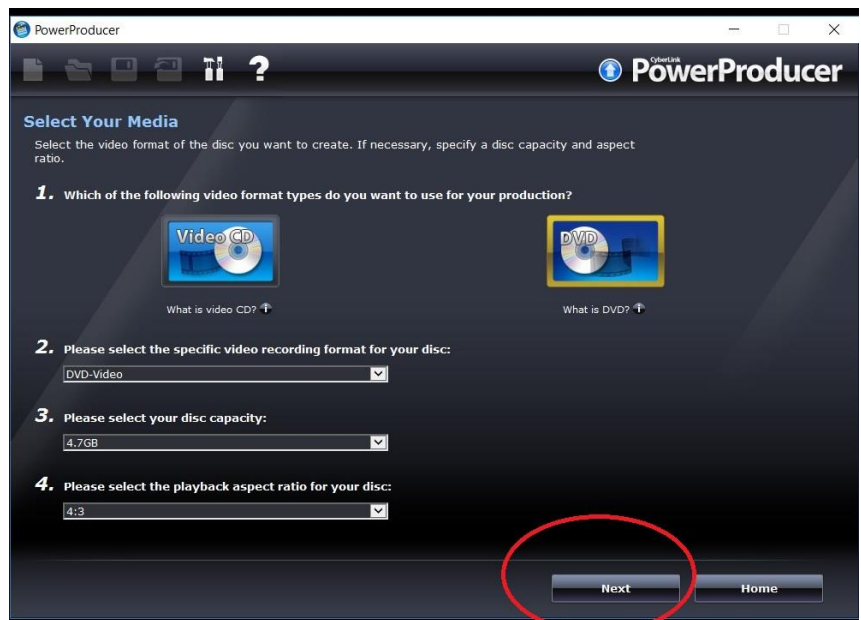 PowerProducer
CyberLink
PowerProducer
Select Your Media
Select the video format of the disc you want to create. If necessary, specify a disc capacity and aspect
ratio.
1. Which of the following video format types do you want to use for your production?
Video CD
DVD
What is video CD?
What is DVD?
2. Please select the specific video recording format for your disc:
DVD-Video
3. Please select your disc capacity:
4.7GB
4. Please select the playback aspect ratio for your disc:
4:3
Next
Home